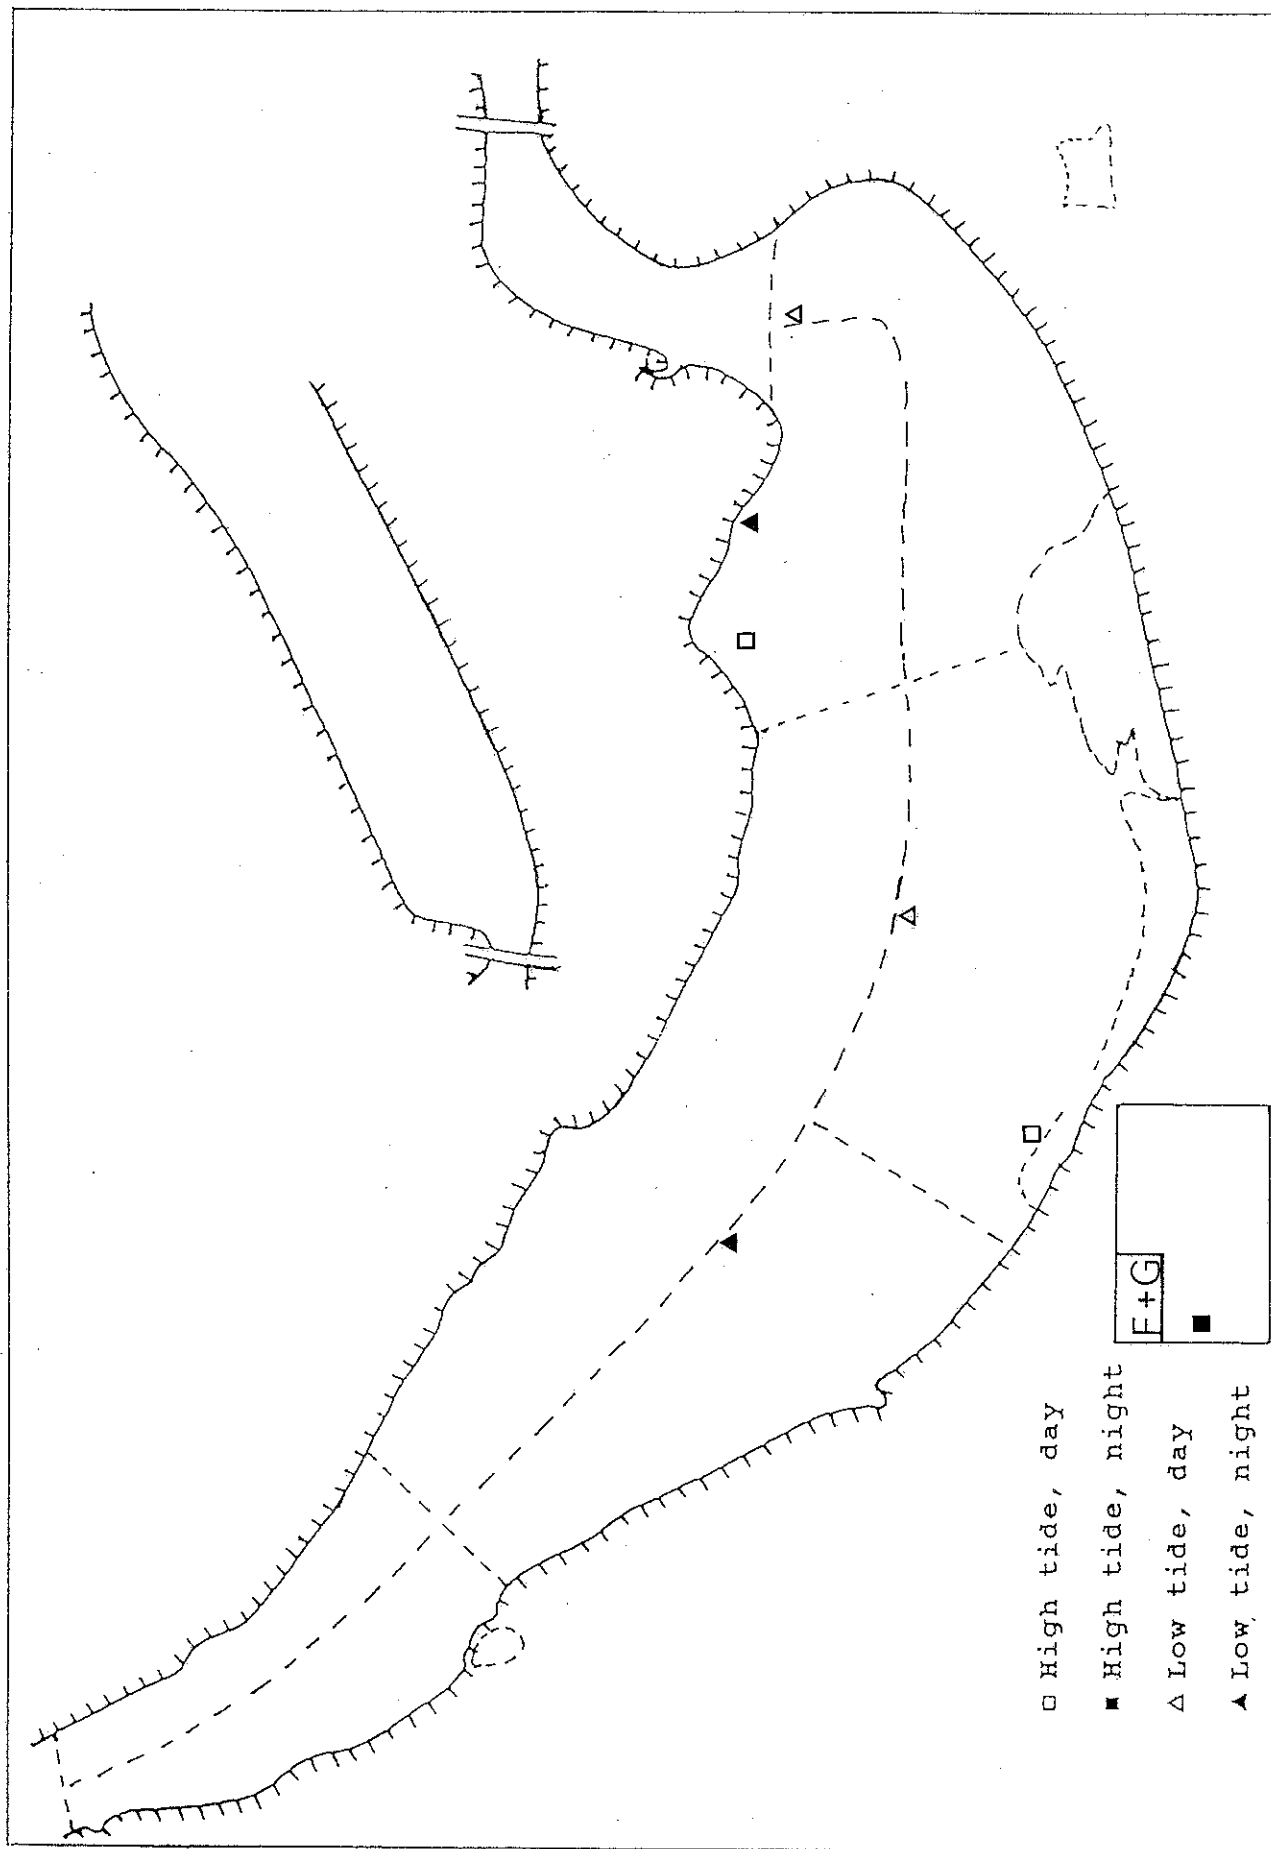 F+G
High tide, day
High tide, night
Low tide, day
Low tide, night